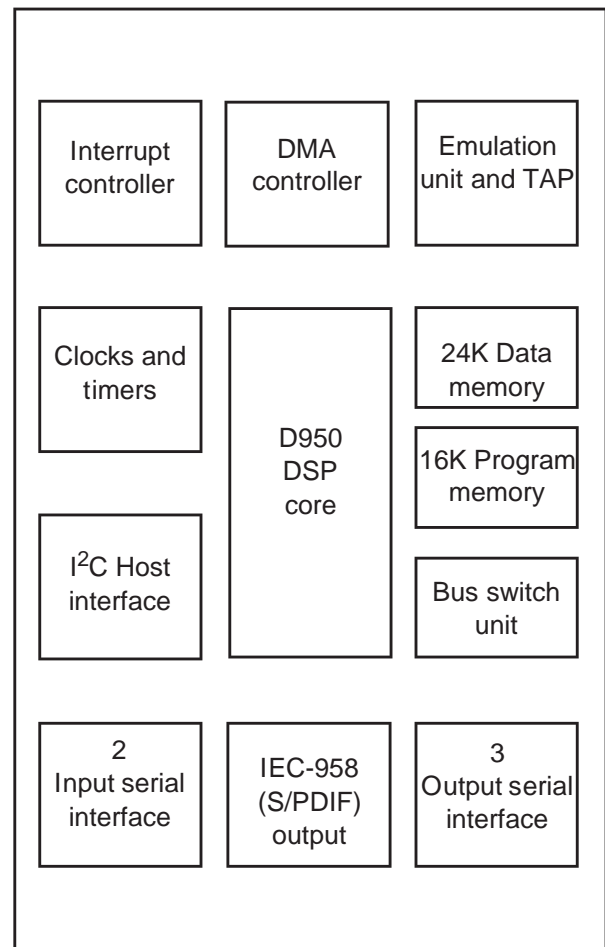 Interrupt
controller
DMA
controller
Emulation
unit and TAP
Clocks and
timers
D950
DSP
core
24K Data
memory
16K Program
memory
I²C Host
interface
Bus switch
unit
2
Input serial
interface
IEC-958
(S/PDIF)
output
3
Output serial
interface